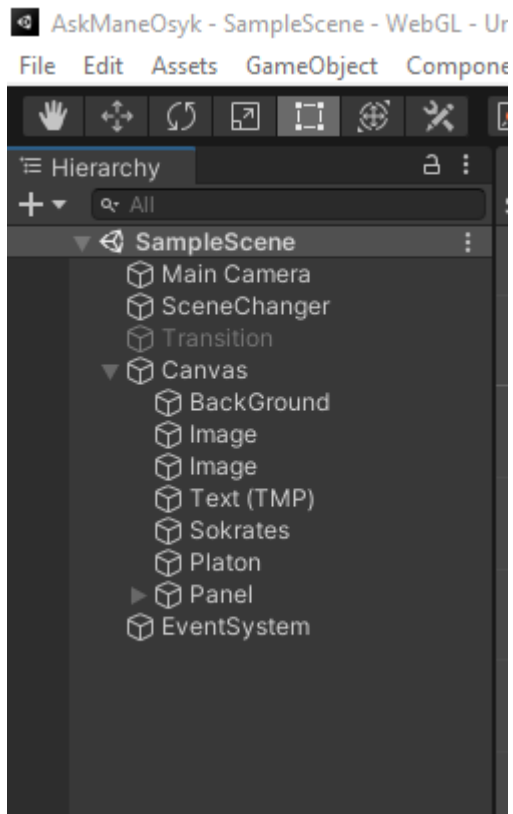 AskManeOsyk - SampleScene - WebGL - Un
File Edit Assets GameObject Compone
Hierarchy
All
SampleScene
Main Camera
SceneChanger
Transition
Canvas
BackGround
Image
Image
Text (TMP)
Sokrates
Platon
Panel
EventSystem